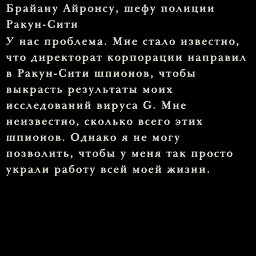 Брайану Айронсу, шефу полиции
Ракун-Сити
У нас проблема. Мне стало известно,
что директорат корпорации направил
в Ракун-Сити шпионов, чтобы
выкрасть результаты моих
исследований вируса G. Мне
неизвестно, сколько всего этих
шпионов. Однако я не могу
позволить, чтобы у меня так просто
украли работу всей моей жизни.